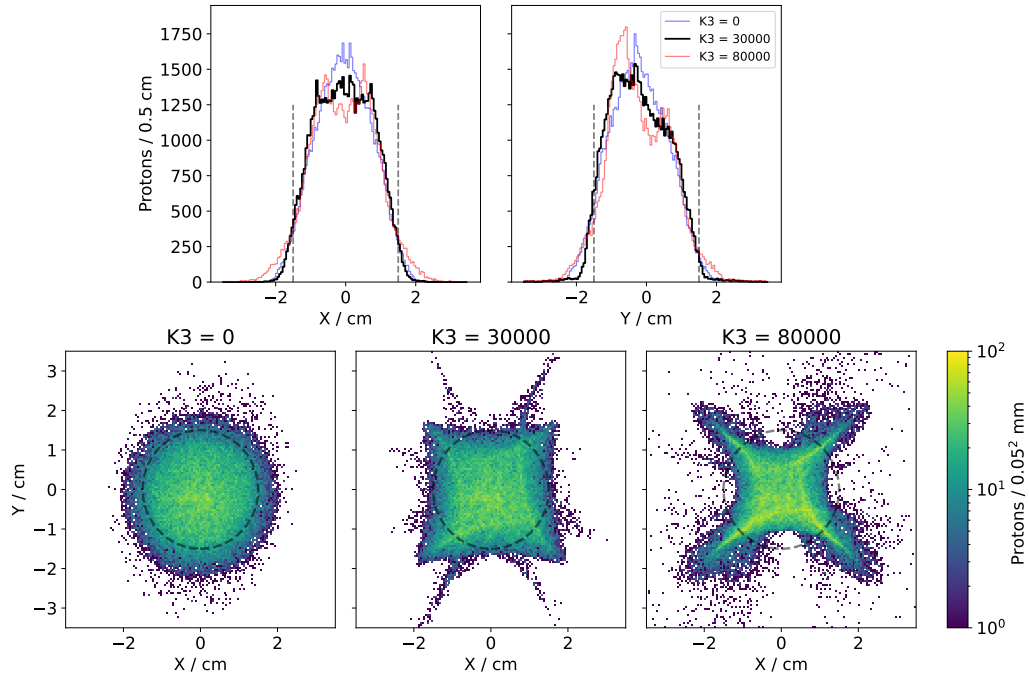 Protons / 0.5 cm
1750
1500
1250
1000
750
500
250
0
−2 0 2
X / cm
K3 = 0
K3 = 30000
K3 = 80000
−2 0 2
Y / cm
K3 = 0
K3 = 30000
K3 = 80000
Y / cm
3
2
1
0
−1
−2
−3
−2 0 2
X / cm
−2 0 2
X / cm
−2 0 2
X / cm
10²
10¹
10⁰
Protons / 0.05² mm